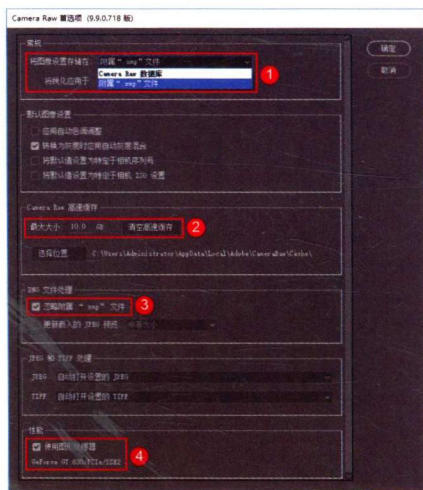 Camera Raw 首选项 (9.9.0.718 版)
常规
将图像设置存储在: 附属“.xmp”文件
Camera Raw 数据库
附属“.xmp”文件
将锐化应用于
1
确定
取消
默认图像设置
应用自动色调调整
转换为灰度时应用自动灰度混合
将默认值设置为特定于相机序列号
将默认值设置为特定于相机 ISO 设置
Camera Raw 高速缓存
最大大小: 10.0 GB 清空高速缓存
2
选择位置 C:\Users\Administrator\AppData\Local\Adobe\CameraRaw\Cache\
DNG 文件处理
忽略附属“.xmp”文件
3
更新嵌入的 JPEG 预览:
JPEG 和 TIFF 处理
JPEG: 自动打开设置的 JPEG
TIFF: 自动打开设置的 TIFF
性能
使用图形处理器
4
GeForce GT 630/PCIe/SSE2